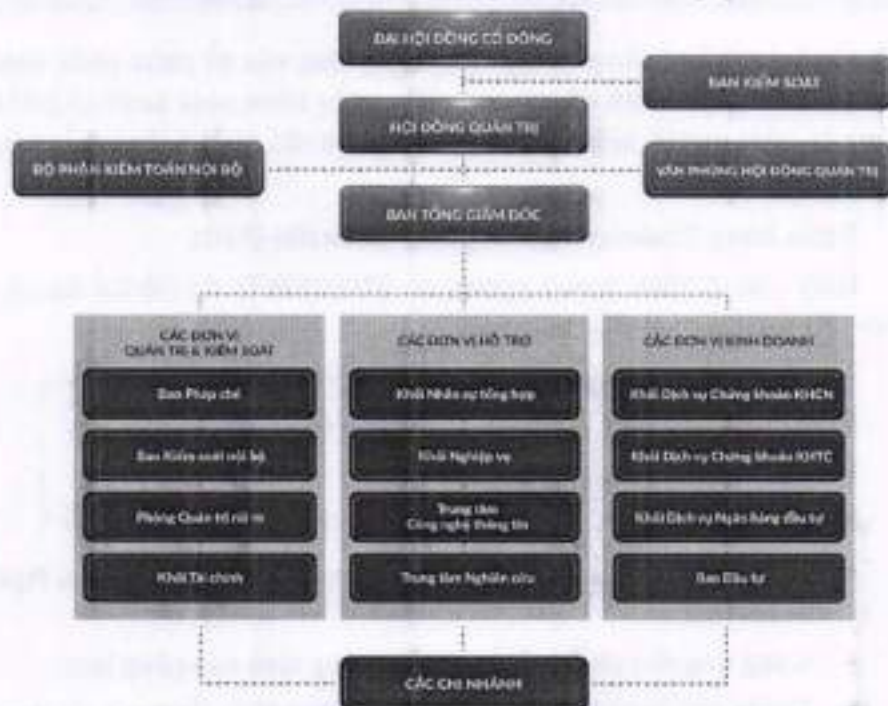 ĐẠI HỘI ĐỒNG CỔ ĐÔNG
BAN KIỂM SOÁT
HỘI ĐỒNG QUẢN TRỊ
BỘ PHẬN KIỂM TOÁN NỘI BỘ
VĂN PHÒNG HỘI ĐỒNG QUẢN TRỊ
BAN TỔNG GIÁM ĐỐC
CÁC ĐƠN VỊ
QUẢN TRỊ & KIỂM SOÁT
Ban Pháp chế
Ban Kiểm soát nội bộ
Phòng Quản trị rủi ro
Khối Tài chính
CÁC ĐƠN VỊ HỖ TRỢ
Khối Nhân sự tổng hợp
Khối Nghiệp vụ
Trung tâm
Công nghệ thông tin
Trung tâm Nghiên cứu
CÁC ĐƠN VỊ KINH DOANH
Khối Dịch vụ Chứng khoán KHCN
Khối Dịch vụ Chứng khoán KHTC
Khối Dịch vụ Ngân hàng đầu tư
Ban Đầu tư
CÁC CHI NHÁNH